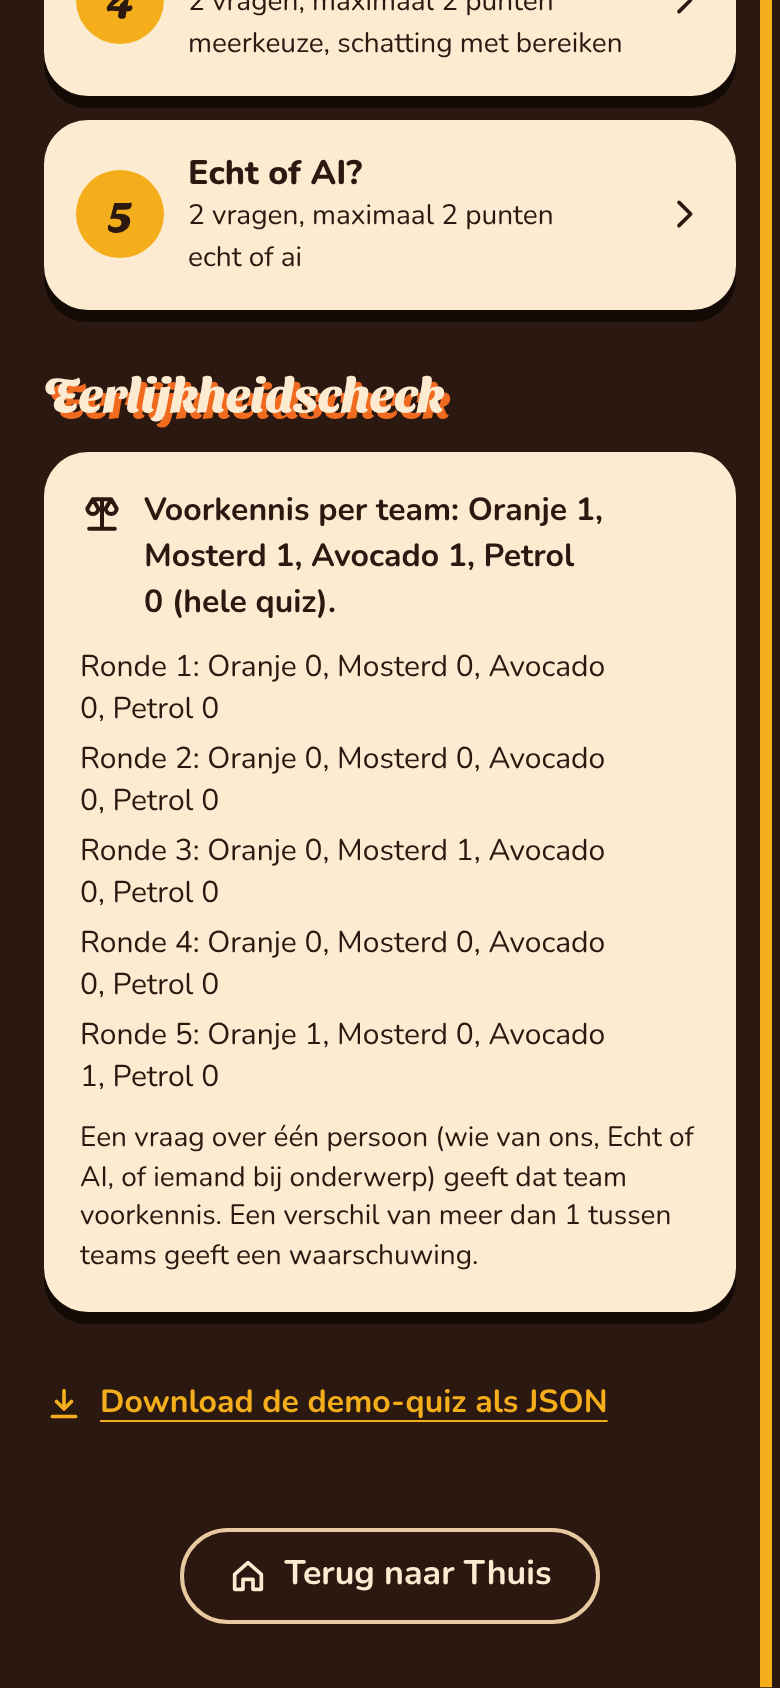 4
2 vragen, maximaal 2 punten
meerkeuze, schatting met bereiken
Echt of AI?
5
2 vragen, maximaal 2 punten
echt of ai
Eerlijkheidscheck
Voorkennis per team: Oranje 1,
Mosterd 1, Avocado 1, Petrol
0 (hele quiz).
Ronde 1: Oranje 0, Mosterd 0, Avocado
0, Petrol 0
Ronde 2: Oranje 0, Mosterd 0, Avocado
0, Petrol 0
Ronde 3: Oranje 0, Mosterd 1, Avocado
0, Petrol 0
Ronde 4: Oranje 0, Mosterd 0, Avocado
0, Petrol 0
Ronde 5: Oranje 1, Mosterd 0, Avocado
1, Petrol 0
Een vraag over één persoon (wie van ons, Echt of
AI, of iemand bij onderwerp) geeft dat team
voorkennis. Een verschil van meer dan 1 tussen
teams geeft een waarschuwing.
Download de demo-quiz als JSON
Terug naar Thuis